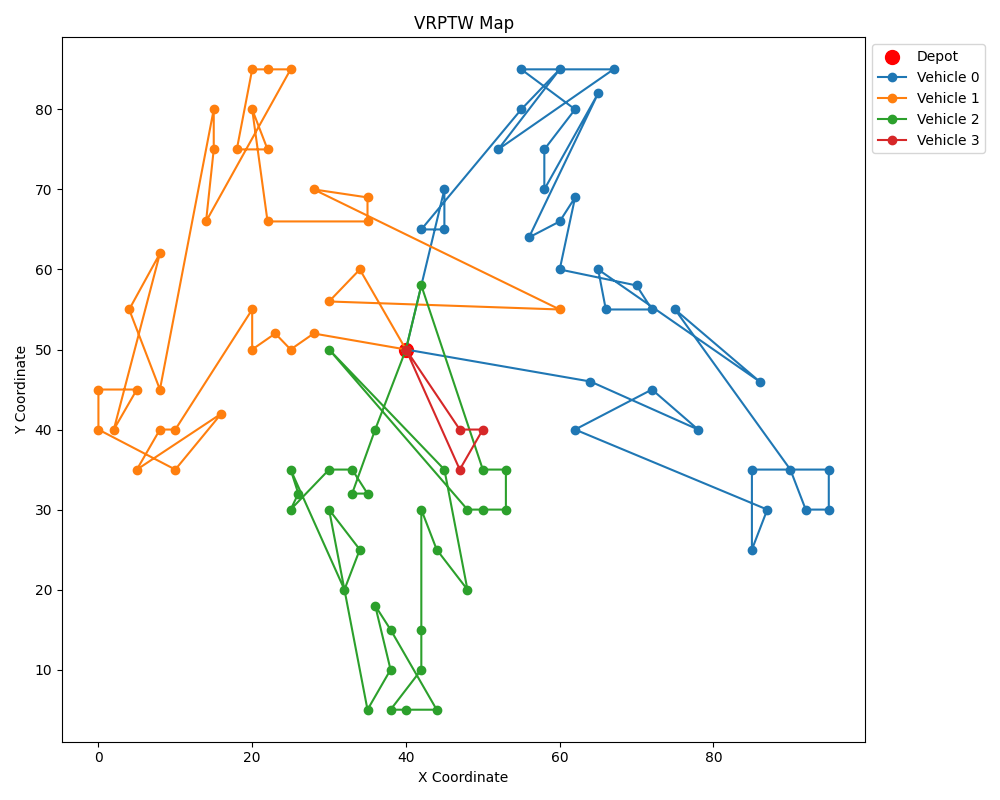 VRPTW Map
Depot
Vehicle 0
Vehicle 1
Vehicle 2
Vehicle 3
Y Coordinate
80
70
60
50
40
30
20
10
0 20 40 60 80
X Coordinate